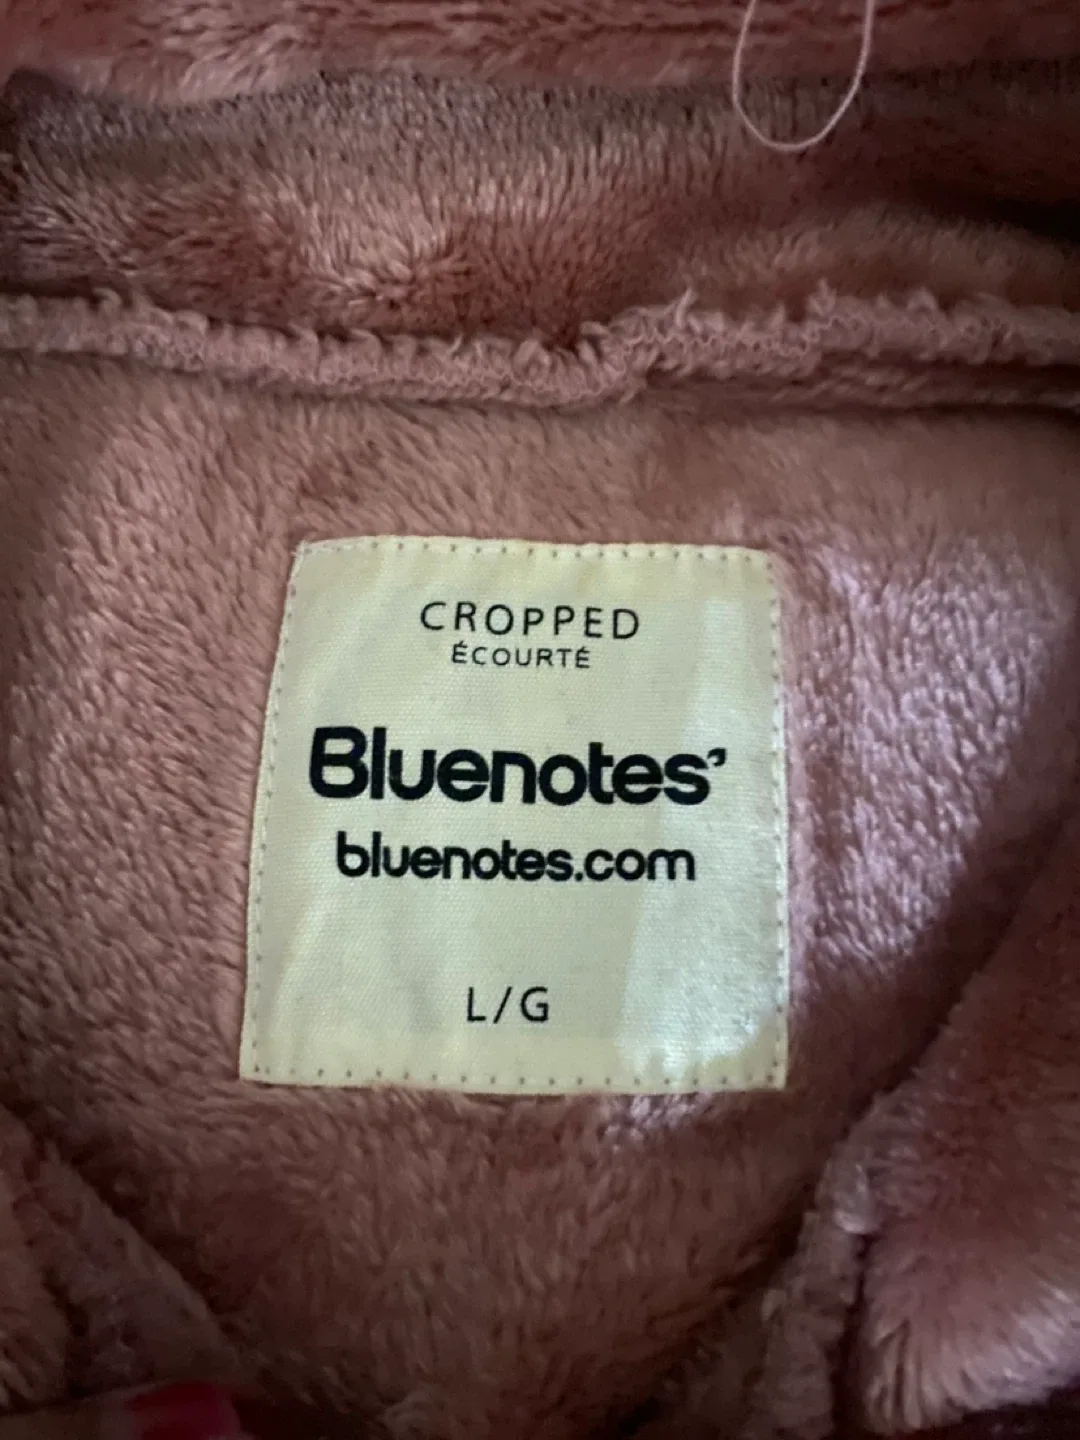 CROPPED
ÉCOURTÉ
Bluenotes’
bluenotes.com
L/G